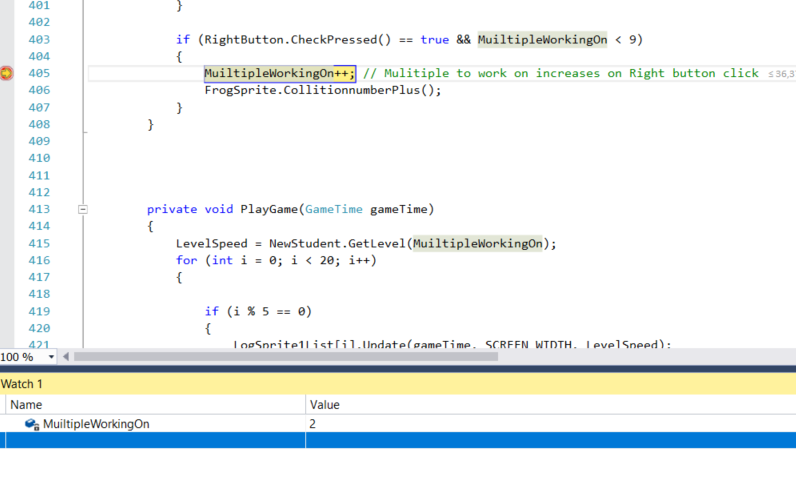 401 }
402
403 if (RightButton.CheckPressed() == true && MuiltipleWorkingOn < 9)
404 {
405 MuiltipleWorkingOn++; // Mulitiple to work on increases on Right button click ≤ 36,3
406 FrogSprite.CollitionnumberPlus();
407 }
408 }
409
410
411
412
413 private void PlayGame(GameTime gameTime)
414 {
415 LevelSpeed = NewStudent.GetLevel(MuiltipleWorkingOn);
416 for (int i = 0; i < 20; i++)
417 {
418
419 if (i % 5 == 0)
420 {
421 LogSprite1List[i].Update(gameTime, SCREEN_WIDTH, LevelSpeed);
100 %
Watch 1
Name Value
MuiltipleWorkingOn 2